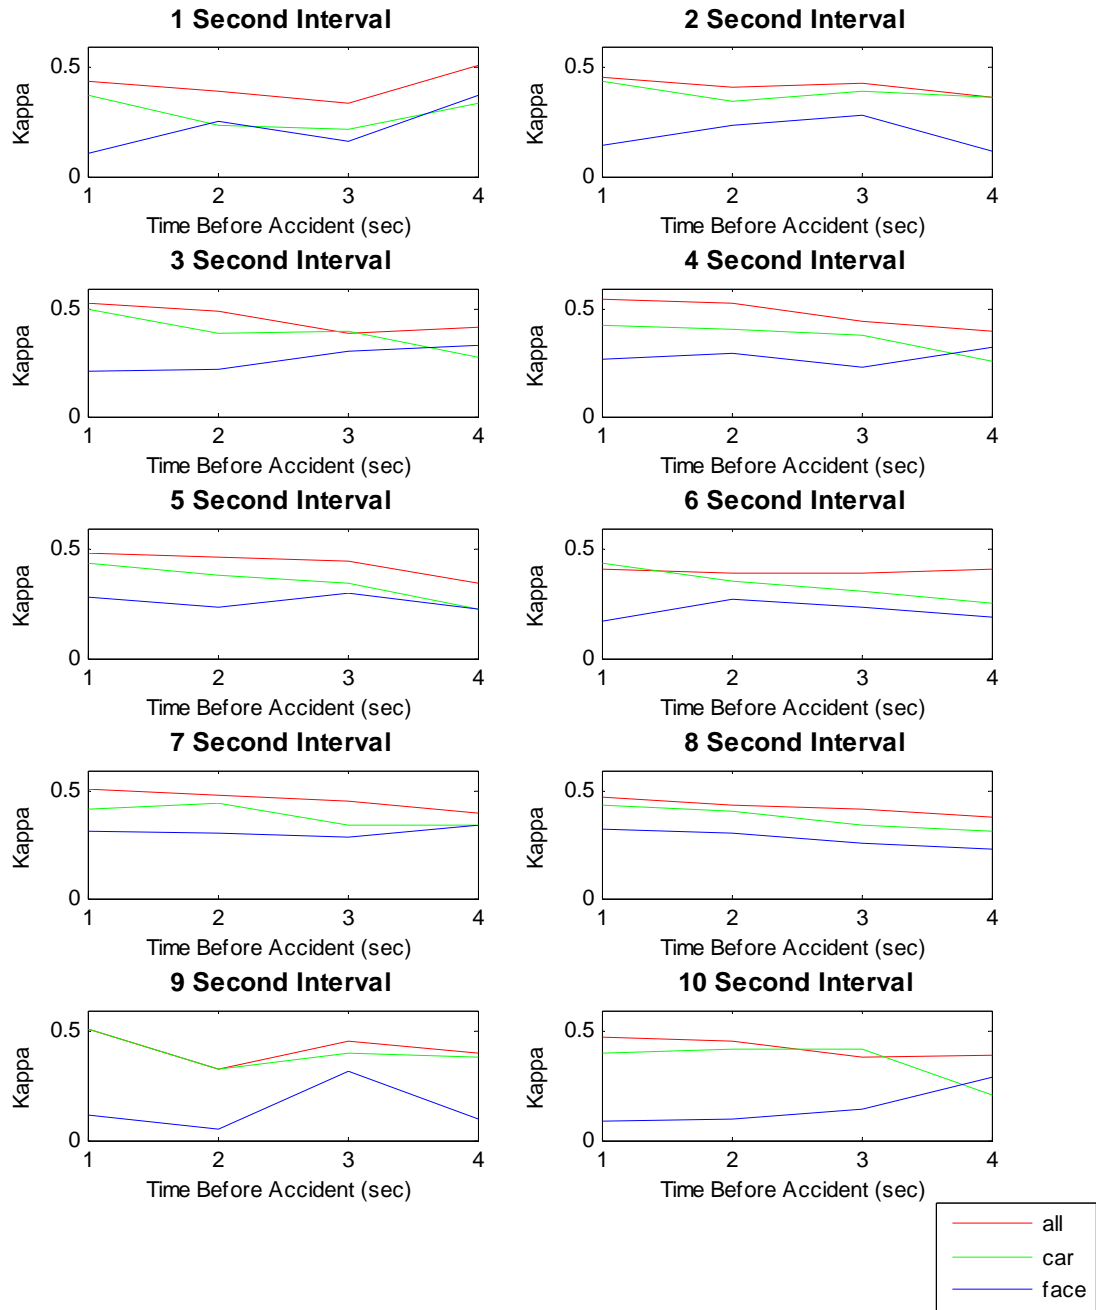 1 Second Interval
2 Second Interval
0.5
0
Kappa
1 2 3 4
Time Before Accident (sec)
0.5
0
Kappa
1 2 3 4
Time Before Accident (sec)
3 Second Interval
4 Second Interval
0.5
0
Kappa
1 2 3 4
Time Before Accident (sec)
0.5
0
Kappa
1 2 3 4
Time Before Accident (sec)
5 Second Interval
6 Second Interval
0.5
0
Kappa
1 2 3 4
Time Before Accident (sec)
0.5
0
Kappa
1 2 3 4
Time Before Accident (sec)
7 Second Interval
8 Second Interval
0.5
0
Kappa
1 2 3 4
Time Before Accident (sec)
0.5
0
Kappa
1 2 3 4
Time Before Accident (sec)
9 Second Interval
10 Second Interval
0.5
0
Kappa
1 2 3 4
Time Before Accident (sec)
0.5
0
Kappa
1 2 3 4
Time Before Accident (sec)
all
car
face